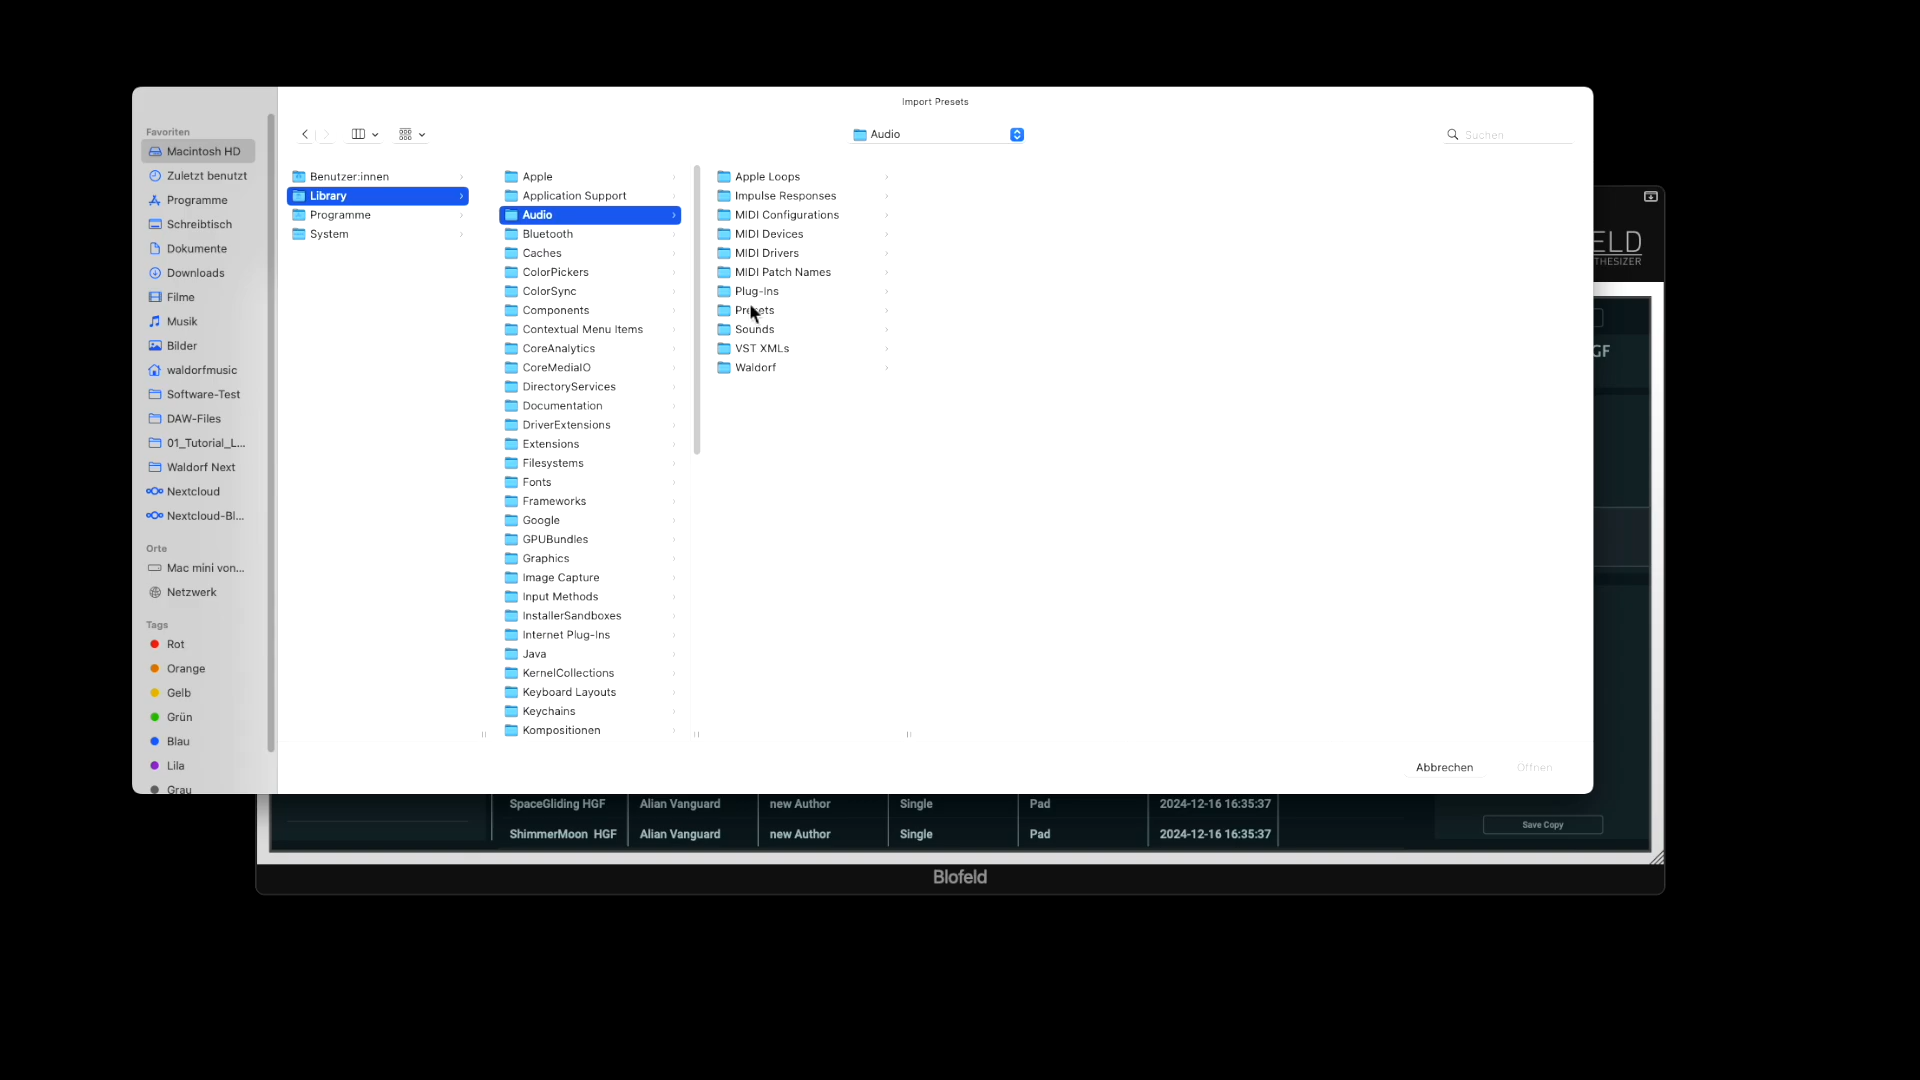 Import Presets
Favoriten
Macintosh HD
Zuletzt benutzt
Programme
Schreibtisch
Dokumente
Downloads
Filme
Musik
Bilder
waldorfmusic
Software-Test
DAW-Files
01_Tutorial_L...
Waldorf Next
Nextcloud
Nextcloud-Bl...
Orte
Mac mini von...
Netzwerk
Tags
Rot
Orange
Gelb
Grün
Blau
Lila
Grau
Audio
Suchen
Benutzer:innen
Library
Programme
System
Apple
Application Support
Audio
Bluetooth
Caches
ColorPickers
ColorSync
Components
Contextual Menu Items
CoreAnalytics
CoreMediaIO
DirectoryServices
Documentation
DriverExtensions
Extensions
Filesystems
Fonts
Frameworks
Google
GPUBundles
Graphics
Image Capture
Input Methods
InstallerSandboxes
Internet Plug-Ins
Java
KernelCollections
Keyboard Layouts
Keychains
Kompositionen
Apple Loops
Impulse Responses
MIDI Configurations
MIDI Devices
MIDI Drivers
MIDI Patch Names
Plug-Ins
Presets
Sounds
VST XMLs
Waldorf
Abbrechen
Öffnen
ELD
THESIZER
GF
SpaceGliding HGF Alian Vanguard new Author Single Pad 2024-12-16 16:35:37
ShimmerMoon HGF Alian Vanguard new Author Single Pad 2024-12-16 16:35:37
Save Copy
Blofeld